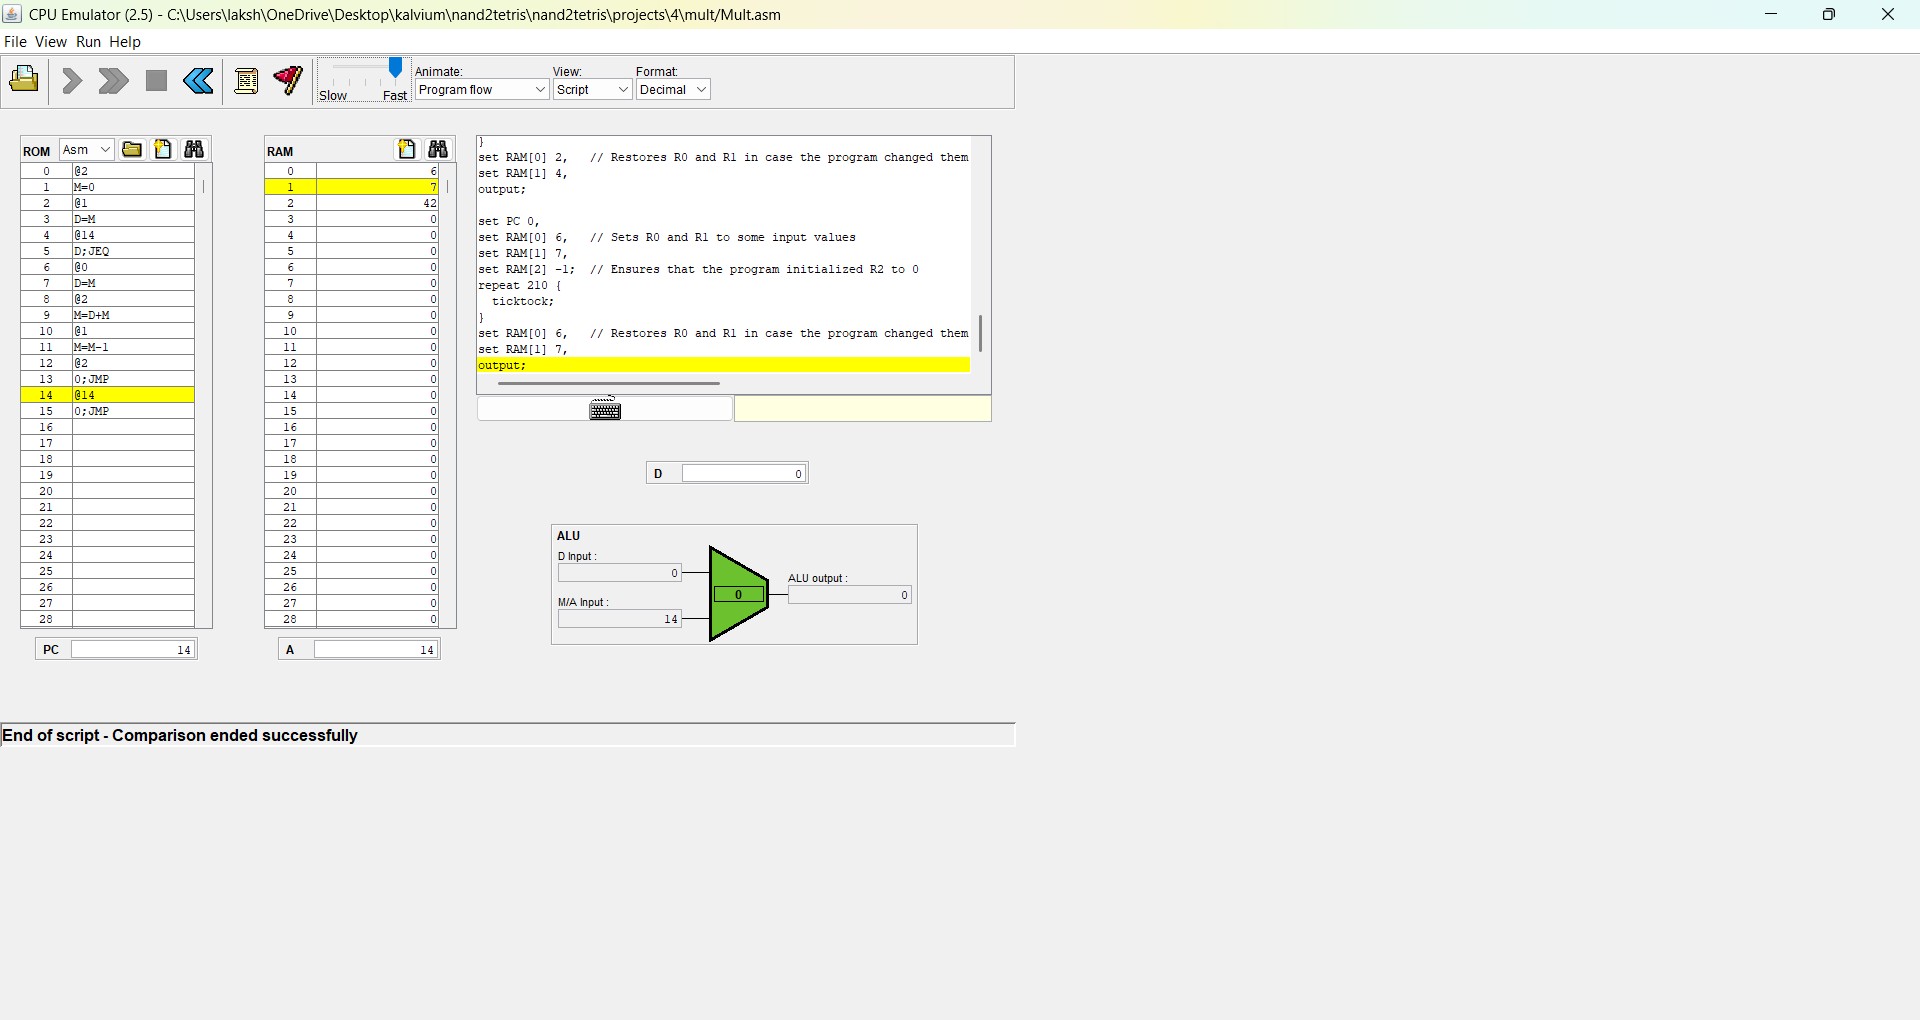 CPU Emulator (2.5) - C:\Users\laksh\OneDrive\Desktop\kalvium\nand2tetris\nand2tetris\projects\4\mult/Mult.asm
File View Run Help
Slow Fast
Animate:
Program flow
View:
Script
Format:
Decimal
ROM Asm
0 @2
1 M=0
2 @1
3 D=M
4 @14
5 D;JEQ
6 @0
7 D=M
8 @2
9 M=D+M
10 @1
11 M=M-1
12 @2
13 0;JMP
14 @14
15 0;JMP
16
17
18
19
20
21
22
23
24
25
26
27
28
PC 14
RAM
0 6
1 7
2 42
3 0
4 0
5 0
6 0
7 0
8 0
9 0
10 0
11 0
12 0
13 0
14 0
15 0
16 0
17 0
18 0
19 0
20 0
21 0
22 0
23 0
24 0
25 0
26 0
27 0
28 0
A 14
}
set RAM[0] 2, // Restores R0 and R1 in case the program changed them
set RAM[1] 4,
output;
set PC 0,
set RAM[0] 6, // Sets R0 and R1 to some input values
set RAM[1] 7,
set RAM[2] -1; // Ensures that the program initialized R2 to 0
repeat 210 {
ticktock;
}
set RAM[0] 6, // Restores R0 and R1 in case the program changed them
set RAM[1] 7,
output;
D 0
ALU
D Input :
0
M/A Input :
14
0
ALU output :
0
End of script - Comparison ended successfully